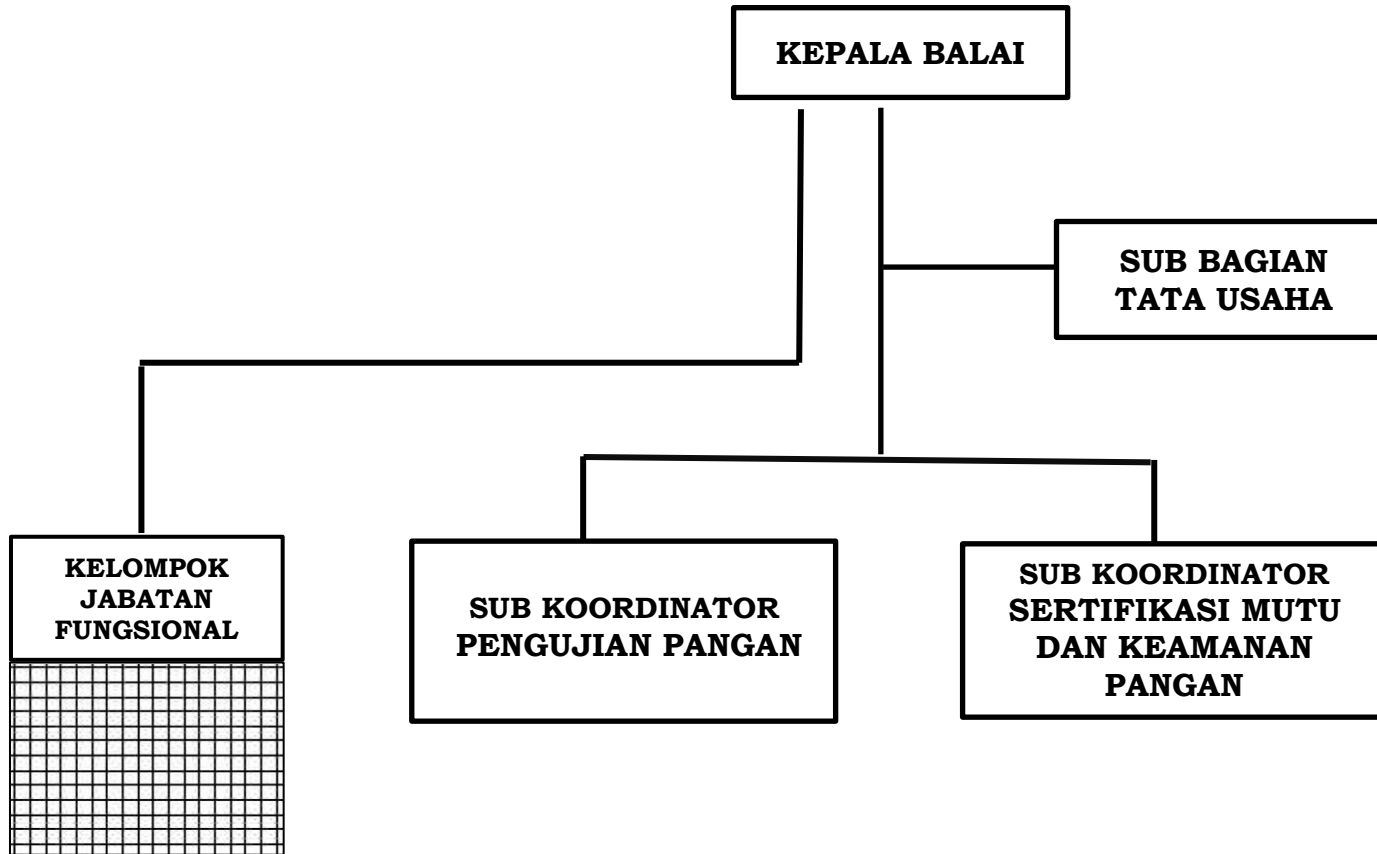 KEPALA BALAI
SUB BAGIAN
TATA USAHA
KELOMPOK
JABATAN
FUNGSIONAL
SUB KOORDINATOR
PENGUJIAN PANGAN
SUB KOORDINATOR
SERTIFIKASI MUTU
DAN KEAMANAN
PANGAN